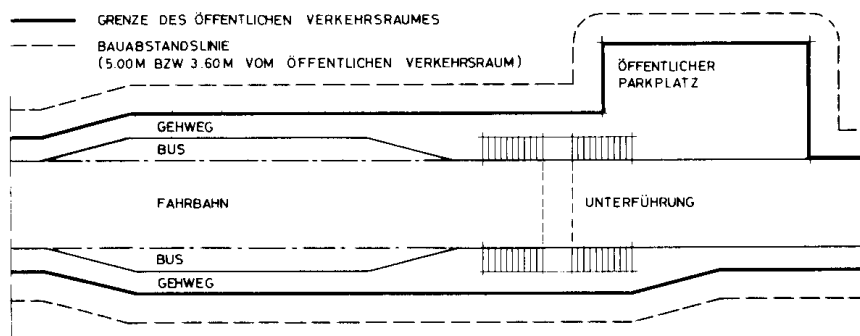 GRENZE DES ÖFFENTLICHEN VERKEHRSRAUMES
BAUABSTANDSLINIE
(5.00M BZW 3.60M VOM ÖFFENTLICHEN VERKEHRSRAUM)
ÖFFENTLICHER
PARKPLATZ
GEHWEG
BUS
FAHRBAHN
UNTERFÜHRUNG
BUS
GEHWEG